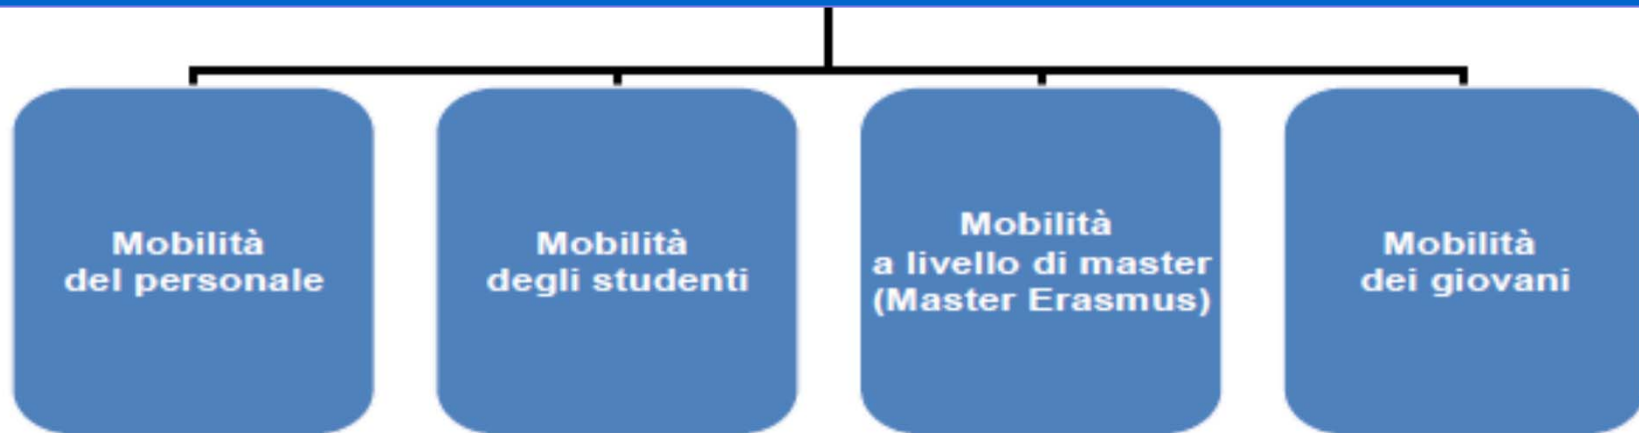 Mobilità
del personale
Mobilità
degli studenti
Mobilità
a livello di master
(Master Erasmus)
Mobilità
dei giovani